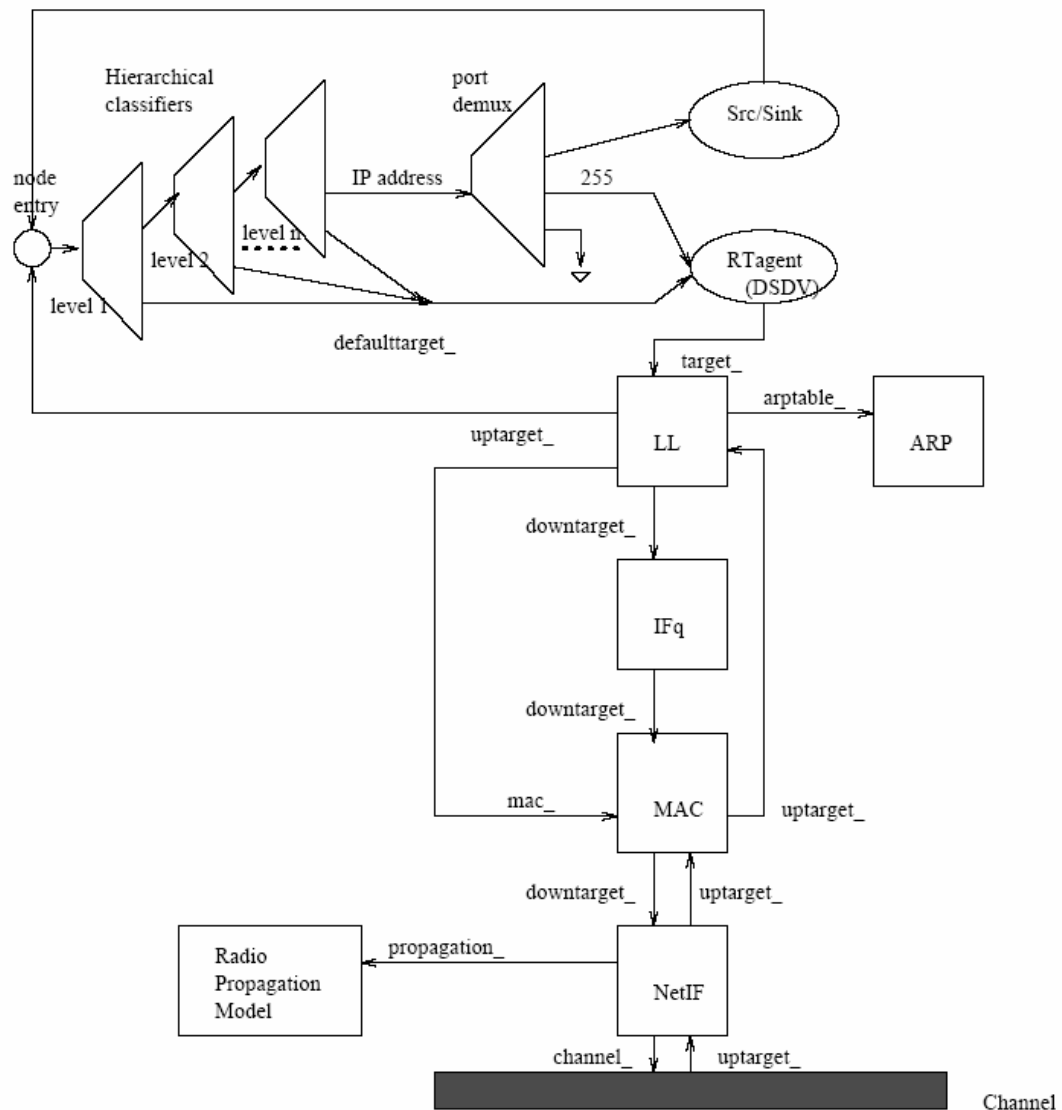 Hierarchical
classifiers
port
demux
Src/Sink
node
entry
IP address
255
level n
level 2
level 1
RTagent
(DSDV)
defaulttarget_
target_
arptable_
uptarget_
LL
ARP
downtarget_
IFq
downtarget_
mac_
MAC
uptarget_
downtarget_
uptarget_
propagation_
Radio
Propagation
Model
NetIF
channel_
uptarget_
Channel